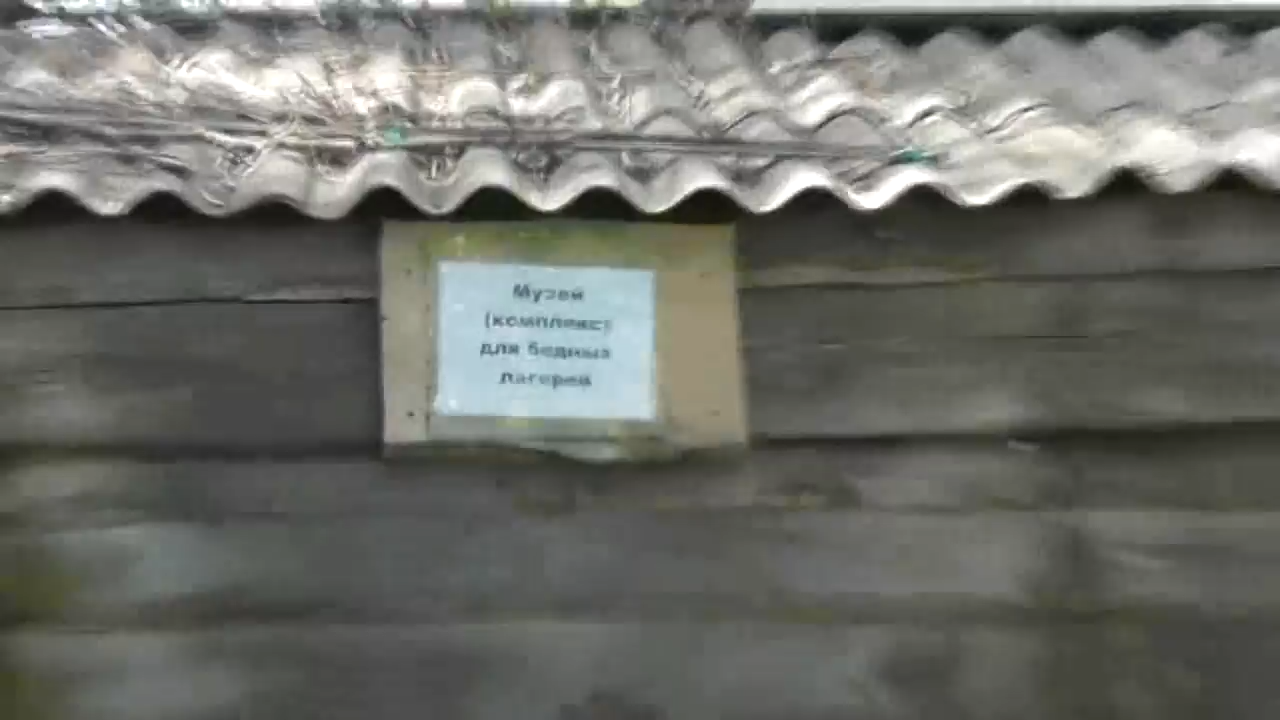 Музей
(комплекс)
для бедных
лагерей